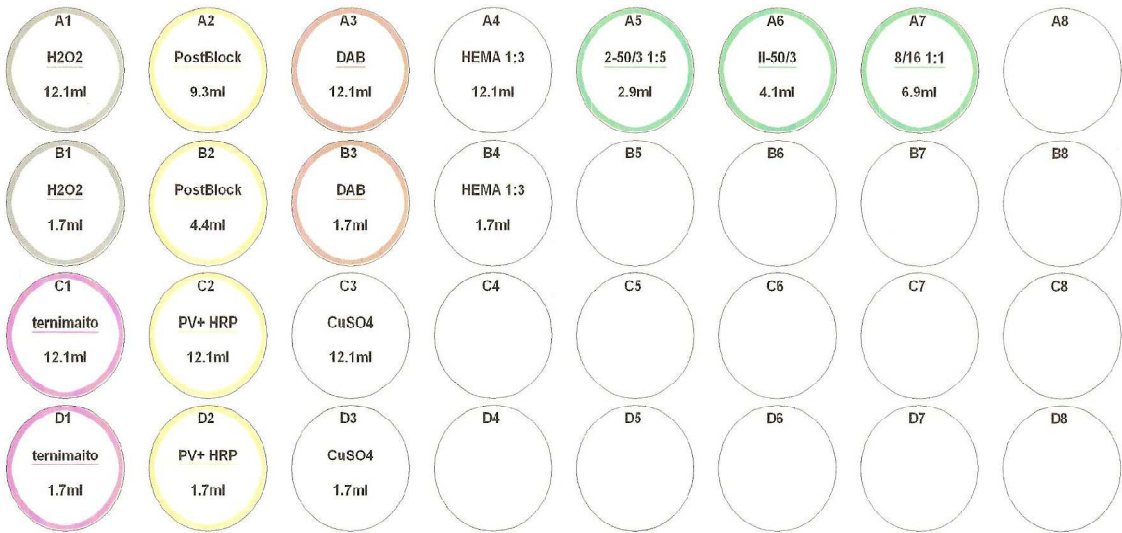 A1 A2 A3 A4 A5 A6 A7 A8
H2O2 PostBlock DAB HEMA 1:3 2-50/3 1:5 II-50/3 8/16 1:1
12.1ml 9.3ml 12.1ml 12.1ml 2.9ml 4.1ml 6.9ml
B1 B2 B3 B4 B5 B6 B7 B8
H2O2 PostBlock DAB HEMA 1:3
1.7ml 4.4ml 1.7ml 1.7ml
C1 C2 C3 C4 C5 C6 C7 C8
ternimaito PV+ HRP CuSO4
12.1ml 12.1ml 12.1ml
D1 D2 D3 D4 D5 D6 D7 D8
ternimaito PV+ HRP CuSO4
1.7ml 1.7ml 1.7ml